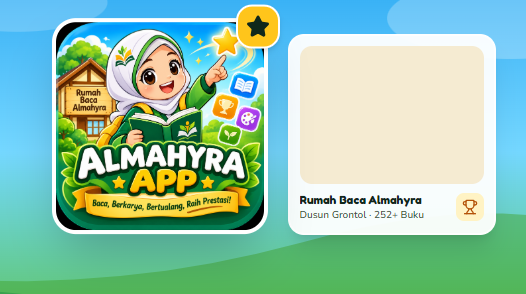 Rumah
Baca
Almahyra
ALMAHYRA
APP
Baca, Berkarya, Bertualang, Raih Prestasi!
Rumah Baca Almahyra
Dusun Grontol · 252+ Buku